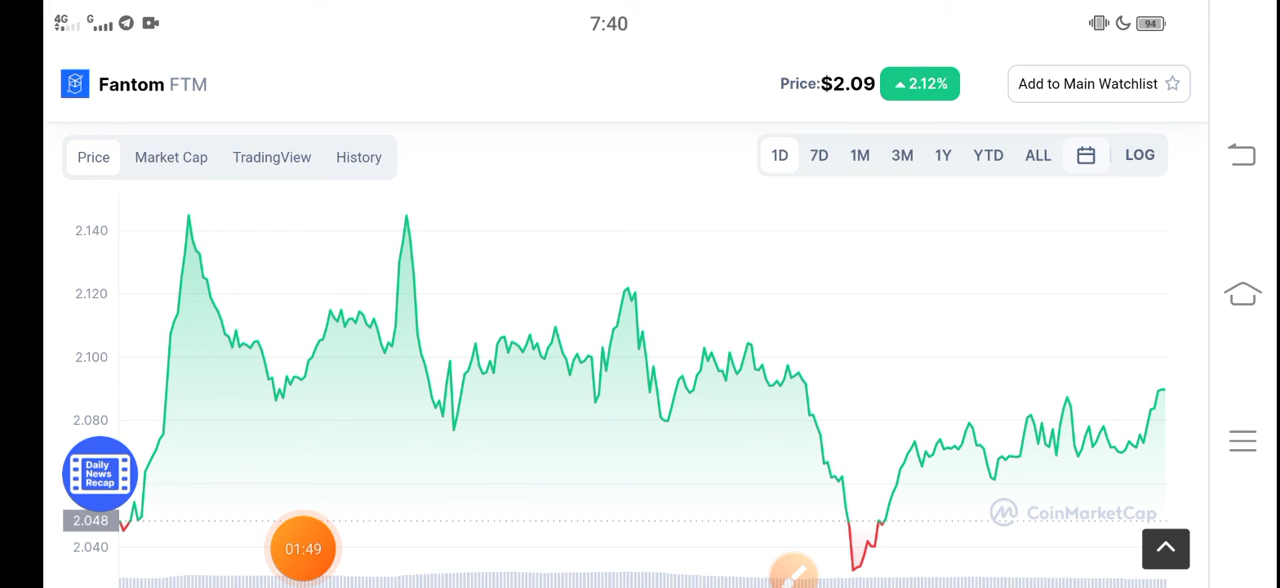 4G G 7:40 94
Fantom FTM Price:$2.09 2.12% Add to Main Watchlist
Price Market Cap TradingView History 1D 7D 1M 3M 1Y YTD ALL LOG
2.140
2.120
2.100
2.080
Daily
News
Recap
2.048 CoinMarketCap
2.040
01:49